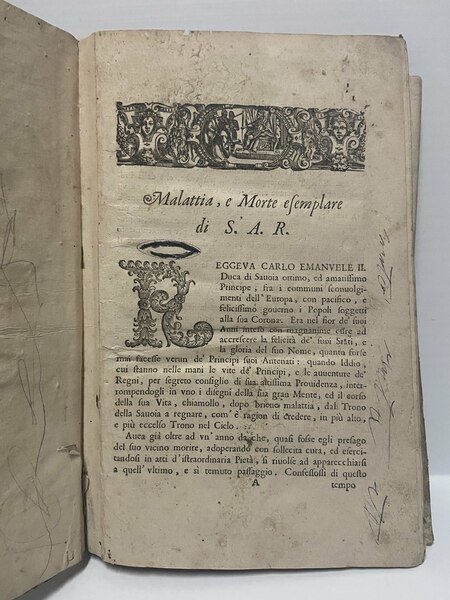 Malattia, e Morte esemplare
di S. A. R.
REGGEVA CARLO EMANVELE II.
Duca di Sauoia ottimo, ed amatissimo
Principe, fra i communi sconuolgi-
menti dell' Europa, con pacifico, e
felicissimo gouerno i Popoli soggetti
alla sua Corona. Era nel fior de' suoi
Anni inteso con magnanime cure ad
accrescere la felicità de' suoi Stati, e
la gloria del suo Nome, quanto forse
mai facesse verun de' Principi suoi Antenati: quando Iddio,
cui stanno nelle mani le vite de' Principi, e le auuenture de'
Regni, per segreto consiglio di sua altissima Prouidenza, inter-
rompendogli in vno i disegni della sua gran Mente, ed il corso
della sua Vita, chiamollo, dopo brieue malattia, dal Trono
della Sauoia a regnare, com' è ragion di credere, in più alto,
e più eccelso Trono nel Cielo.
Auea già oltre ad vn' anno da che, quasi fosse egli presago
del suo vicino morire, adoperando con sollecita cura, ed eserci-
tandosi in atti d'istraordinaria Pietà, si riuolse ad apparecchiarsi
a quell' vltimo, e sì temuto passaggio. Confessossi di questo
A tempo